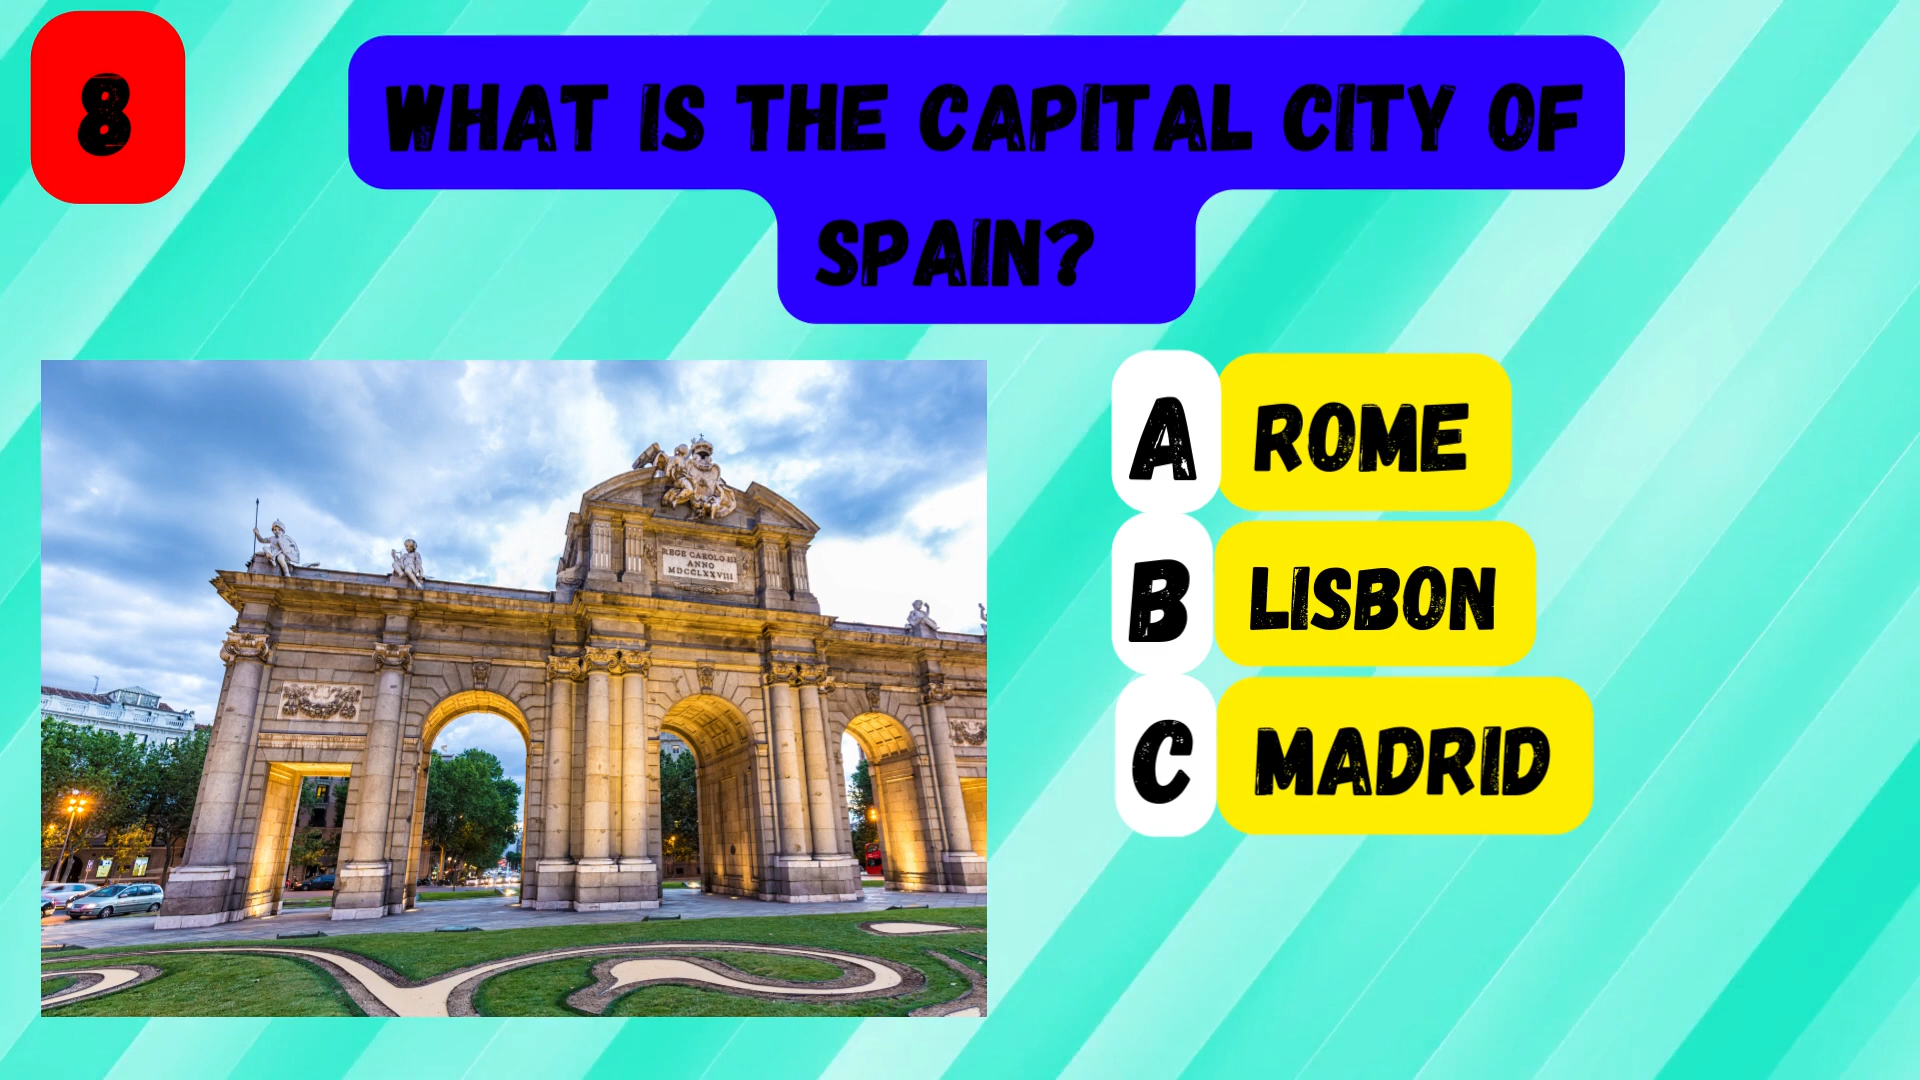 8
WHAT IS THE CAPITAL CITY OF
SPAIN?
A ROME
B LISBON
C MADRID
REGE CAROLO III
ANNO
MDCCLXXVIII